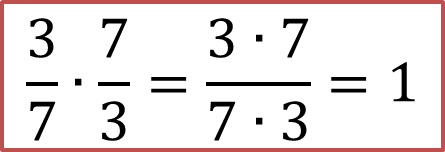 3/7 · 7/3 = (3 · 7)/(7 · 3) = 1